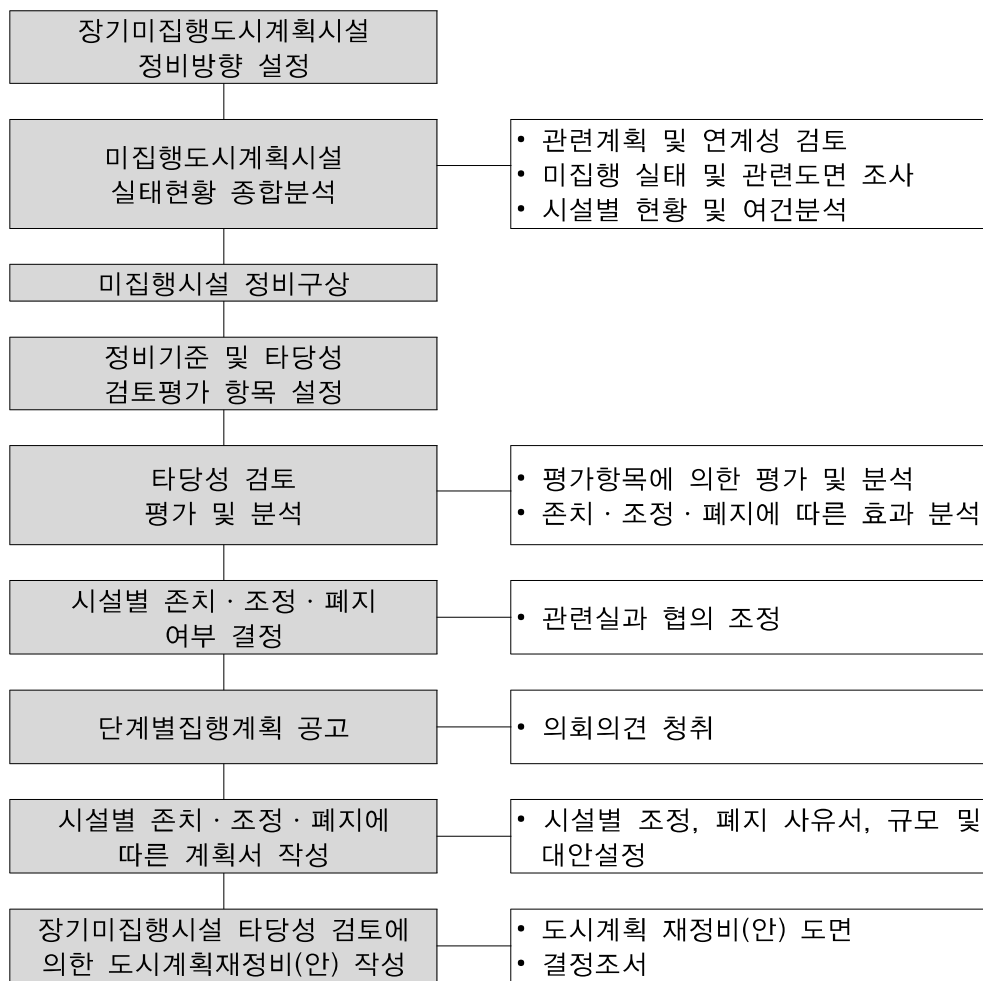 장기미집행도시계획시설
정비방향 설정
미집행도시계획시설
실태현황 종합분석
• 관련계획 및 연계성 검토
• 미집행 실태 및 관련도면 조사
• 시설별 현황 및 여건분석
미집행시설 정비구상
정비기준 및 타당성
검토평가 항목 설정
타당성 검토
평가 및 분석
• 평가항목에 의한 평가 및 분석
• 존치 · 조정 · 폐지에 따른 효과 분석
시설별 존치 · 조정 · 폐지
여부 결정
• 관련실과 협의 조정
단계별집행계획 공고
• 의회의견 청취
시설별 존치 · 조정 · 폐지에
따른 계획서 작성
• 시설별 조정, 폐지 사유서, 규모 및
대안설정
장기미집행시설 타당성 검토에
의한 도시계획재정비(안) 작성
• 도시계획 재정비(안) 도면
• 결정조서